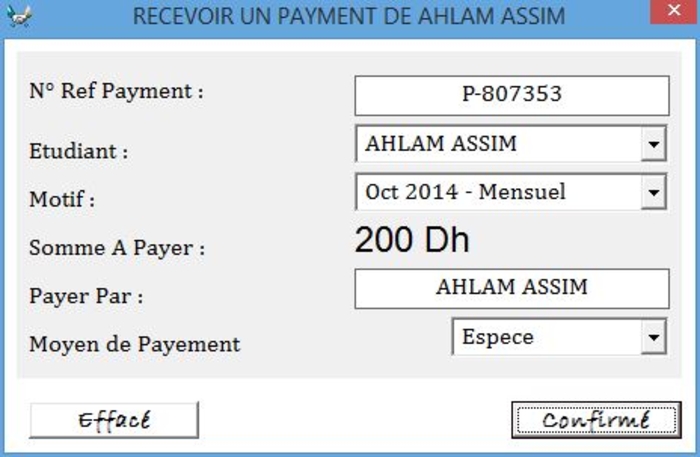 RECEVOIR UN PAYMENT DE AHLAM ASSIM
N° Ref Payment : P-807353
Etudiant : AHLAM ASSIM
Motif : Oct 2014 - Mensuel
Somme A Payer : 200 Dh
Payer Par : AHLAM ASSIM
Moyen de Payement Espece
Effacé Confirmé